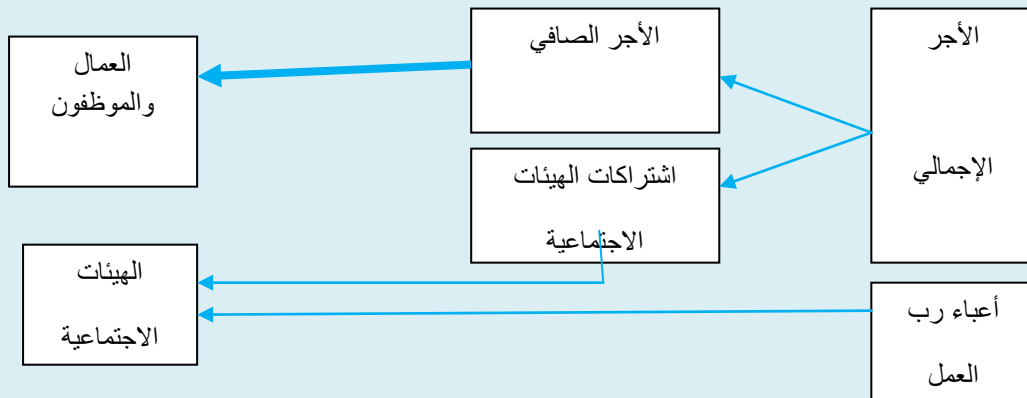 الأجر
الإجمالي
الأجر الصافي
العمال
والموظفون
اشتراكات الهيئات
الاجتماعية
الهيئات
الاجتماعية
أعباء رب
العمل